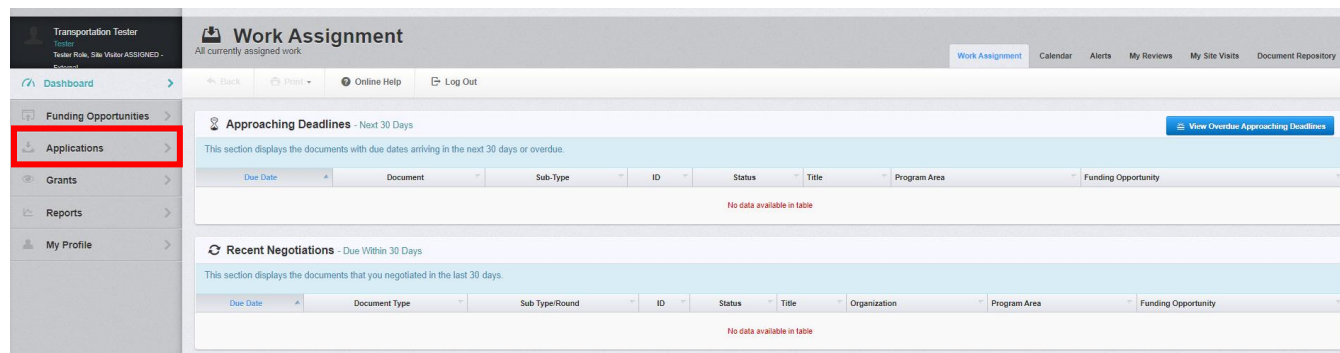 Transportation Tester
Tester
Tester Role, Site Visitor ASSIGNED -
External
Work Assignment
All currently assigned work
Work Assignment Calendar Alerts My Reviews My Site Visits Document Repository
Dashboard
Back Print Online Help Log Out
Funding Opportunities
Applications
Grants
Reports
My Profile
Approaching Deadlines - Next 30 Days
View Overdue Approaching Deadlines
This section displays the documents with due dates arriving in the next 30 days or overdue.
Due Date Document Sub-Type ID Status Title Program Area Funding Opportunity
No data available in table
Recent Negotiations - Due Within 30 Days
This section displays the documents that you negotiated in the last 30 days.
Due Date Document Type Sub Type/Round ID Status Title Organization Program Area Funding Opportunity
No data available in table